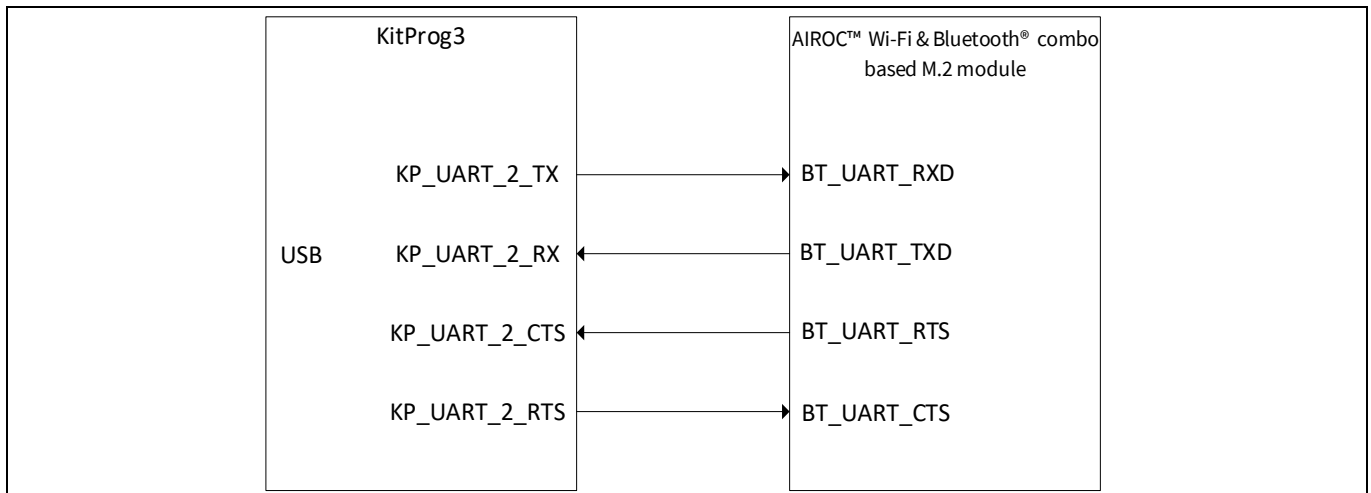 KitProg3
AIROC™ Wi-Fi & Bluetooth® combo
based M.2 module
KP_UART_2_TX
BT_UART_RXD
USB
KP_UART_2_RX
BT_UART_TXD
KP_UART_2_CTS
BT_UART_RTS
KP_UART_2_RTS
BT_UART_CTS